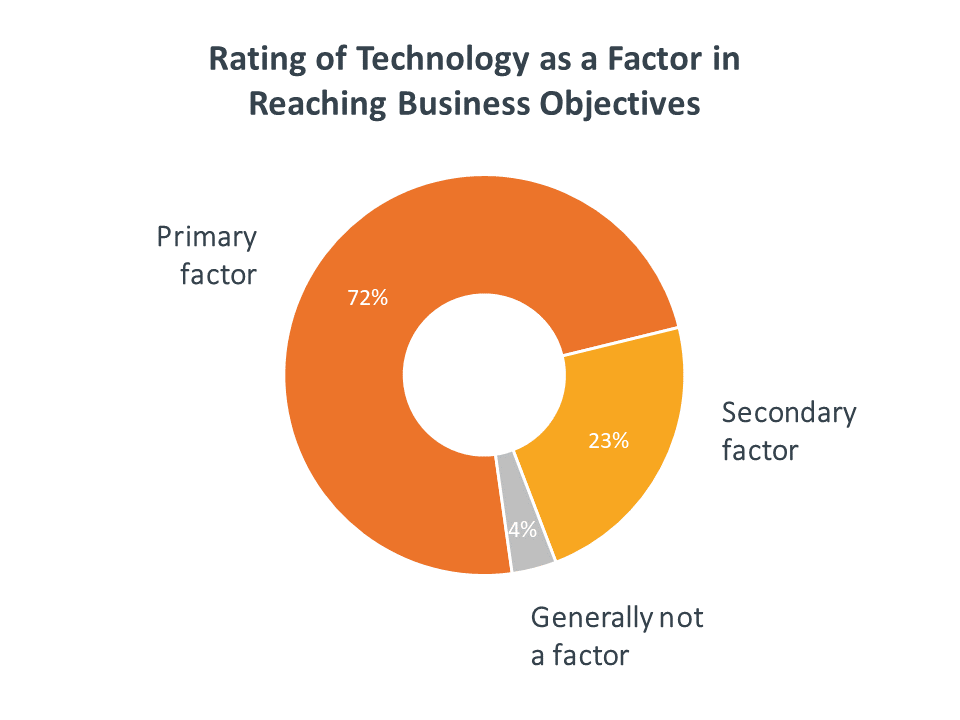 Rating of Technology as a Factor in
Reaching Business Objectives
Primary
factor
72%
Secondary
factor
23%
4%
Generally not
a factor